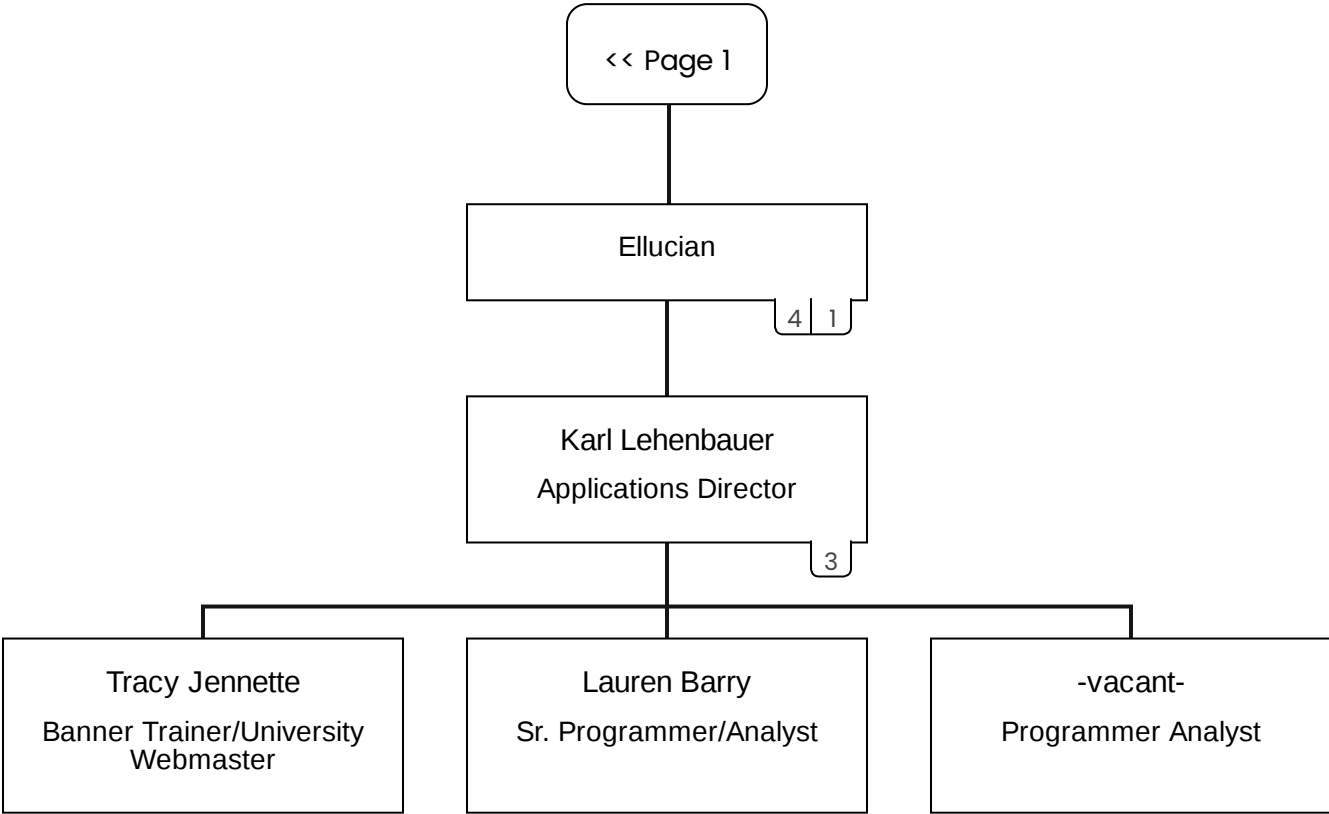 << Page 1
Ellucian
4 1
Karl Lehenbauer
Applications Director
3
Tracy Jennette
Banner Trainer/University
Webmaster
Lauren Barry
Sr. Programmer/Analyst
-vacant-
Programmer Analyst